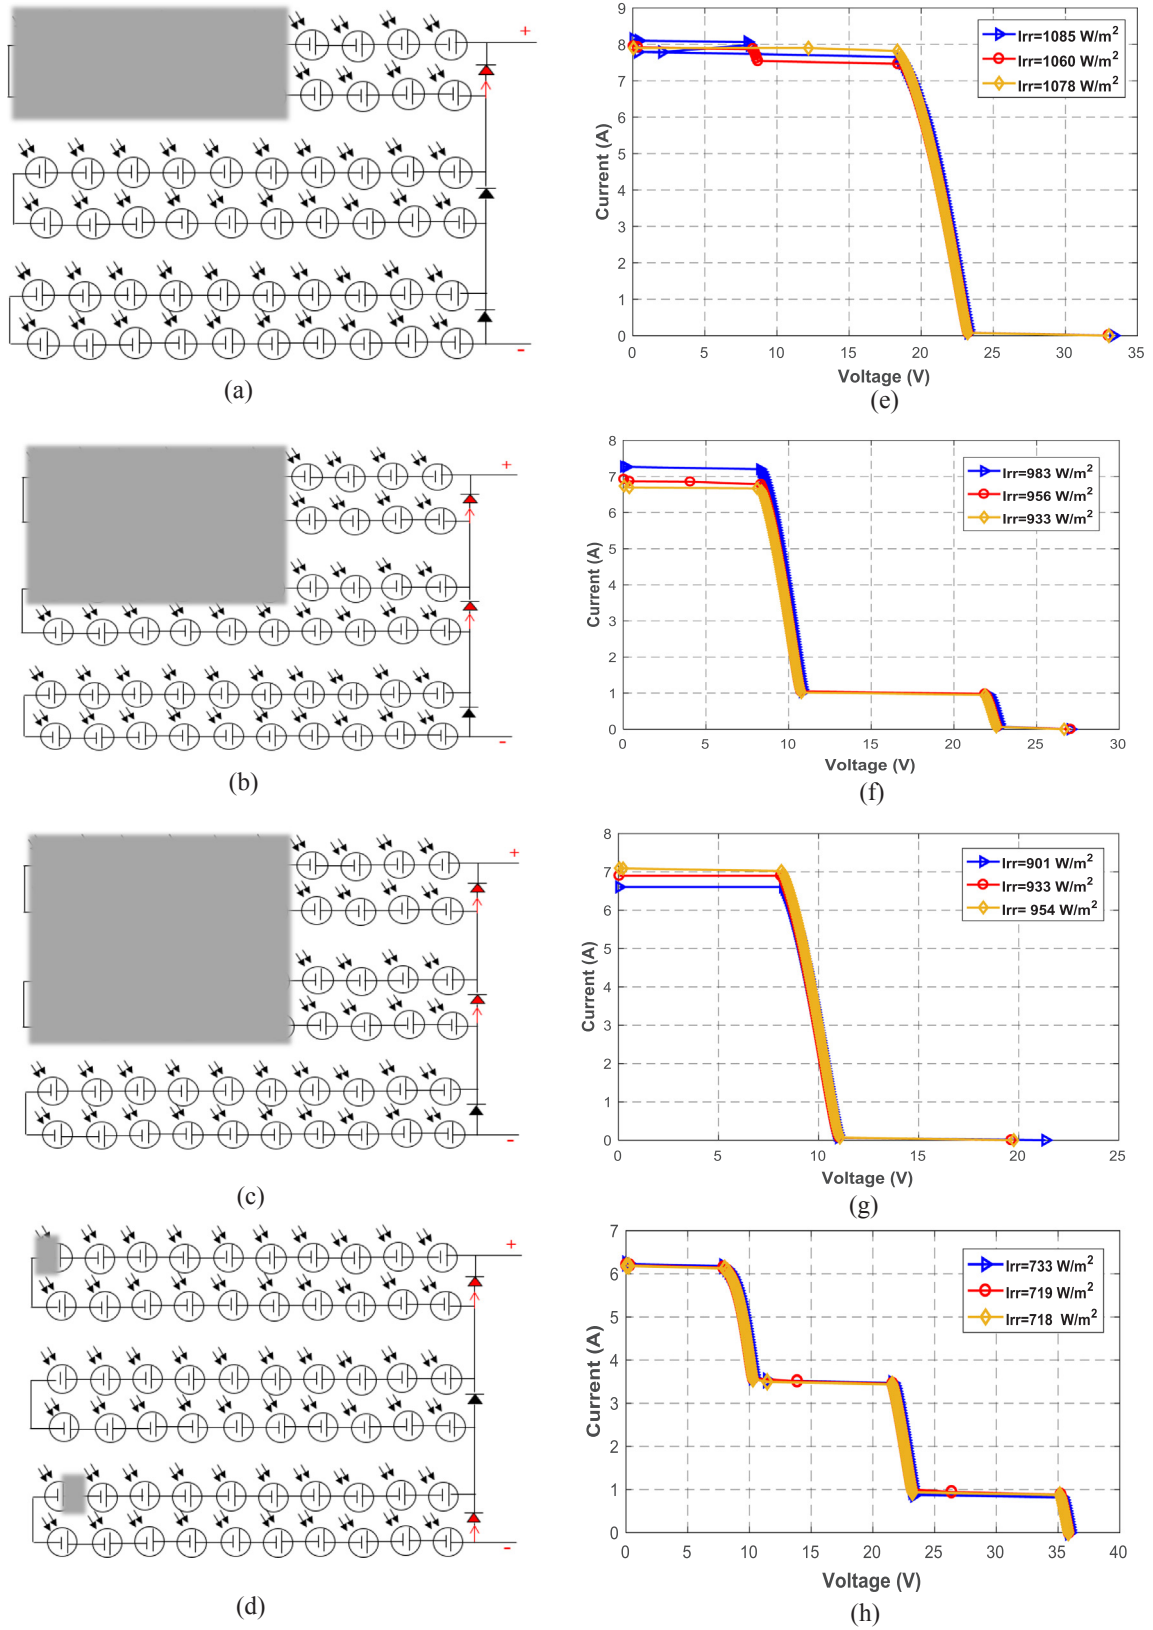 +
-
(a)
9
8
7
6
5
4
3
2
1
0
Current (A)
Irr=1085 W/m2
Irr=1060 W/m2
Irr=1078 W/m2
0 5 10 15 20 25 30 35
Voltage (V)
(e)
+
-
(b)
8
7
6
5
4
3
2
1
0
Current (A)
Irr=983 W/m2
Irr=956 W/m2
Irr=933 W/m2
0 5 10 15 20 25 30
Voltage (V)
(f)
+
-
(c)
8
7
6
5
4
3
2
1
0
Current (A)
Irr=901 W/m2
Irr=933 W/m2
Irr= 954 W/m2
0 5 10 15 20 25
Voltage (V)
(g)
+
-
(d)
7
6
5
4
3
2
1
0
Current (A)
Irr=733 W/m2
Irr=719 W/m2
Irr=718 W/m2
0 5 10 15 20 25 30 35 40
Voltage (V)
(h)